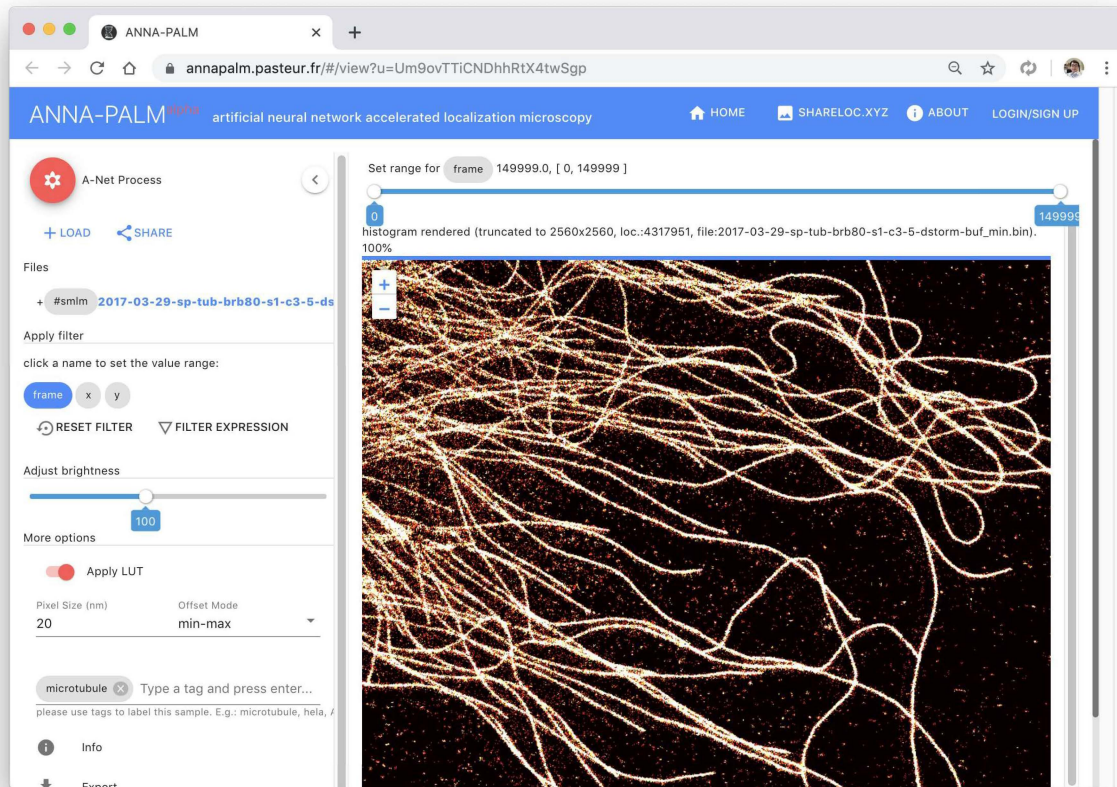 ANNA-PALM
annapalm.pasteur.fr/#/view?u=Um9ovTTiCNDhhRtX4twSgp
ANNA-PALM alpha artificial neural network accelerated localization microscopy HOME SHARELOC.XYZ ABOUT LOGIN/SIGN UP
A-Net Process
+ LOAD SHARE
Files
+ #smlm 2017-03-29-sp-tub-brb80-s1-c3-5-ds
Apply filter
click a name to set the value range:
frame x y
RESET FILTER FILTER EXPRESSION
Adjust brightness
100
More options
Apply LUT
Pixel Size (nm) Offset Mode
20 min-max
microtubule Type a tag and press enter...
please use tags to label this sample. E.g.: microtubule, hela,
Info
Export
Set range for frame 149999.0, [ 0, 149999 ]
0 149999
histogram rendered (truncated to 2560x2560, loc.:4317951, file:2017-03-29-sp-tub-brb80-s1-c3-5-dstorm-buf_min.bin).
100%
+
−